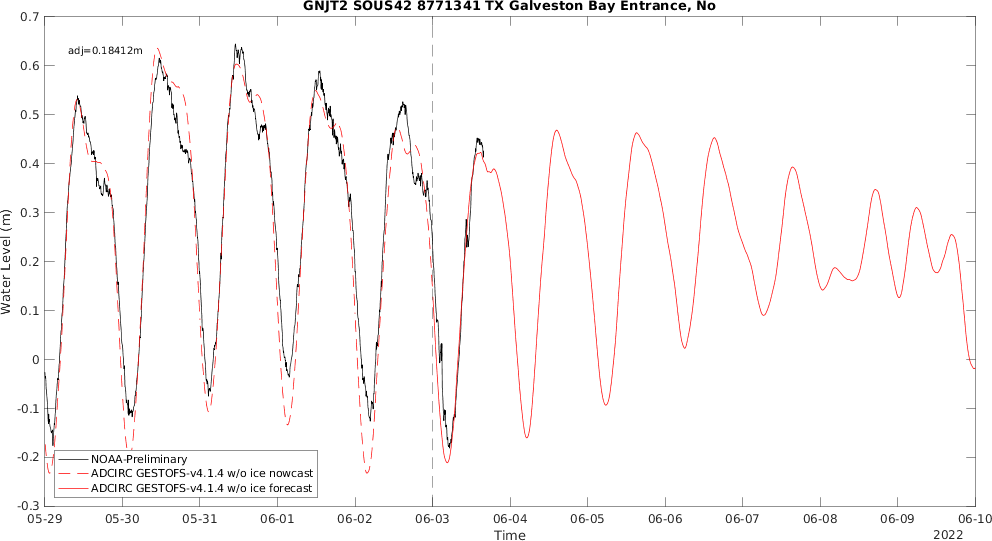 GNJT2 SOUS42 8771341 TX Galveston Bay Entrance, No
adj=0.18412m
Water Level (m)
0.7
0.6
0.5
0.4
0.3
0.2
0.1
0
-0.1
-0.2
-0.3
NOAA-Preliminary
ADCIRC GESTOFS-v4.1.4 w/o ice nowcast
ADCIRC GESTOFS-v4.1.4 w/o ice forecast
05-29 05-30 05-31 06-01 06-02 06-03 06-04 06-05 06-06 06-07 06-08 06-09 06-10
Time
2022